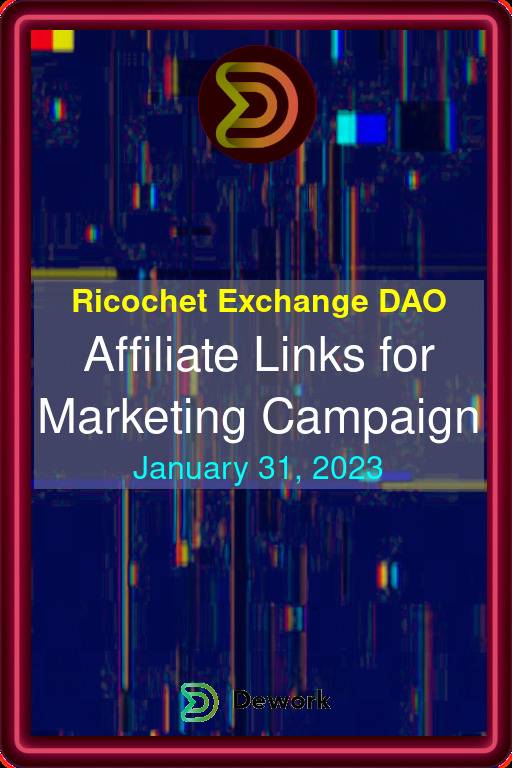 Ricochet Exchange DAO
Affiliate Links for
Marketing Campaign
January 31, 2023
Dework